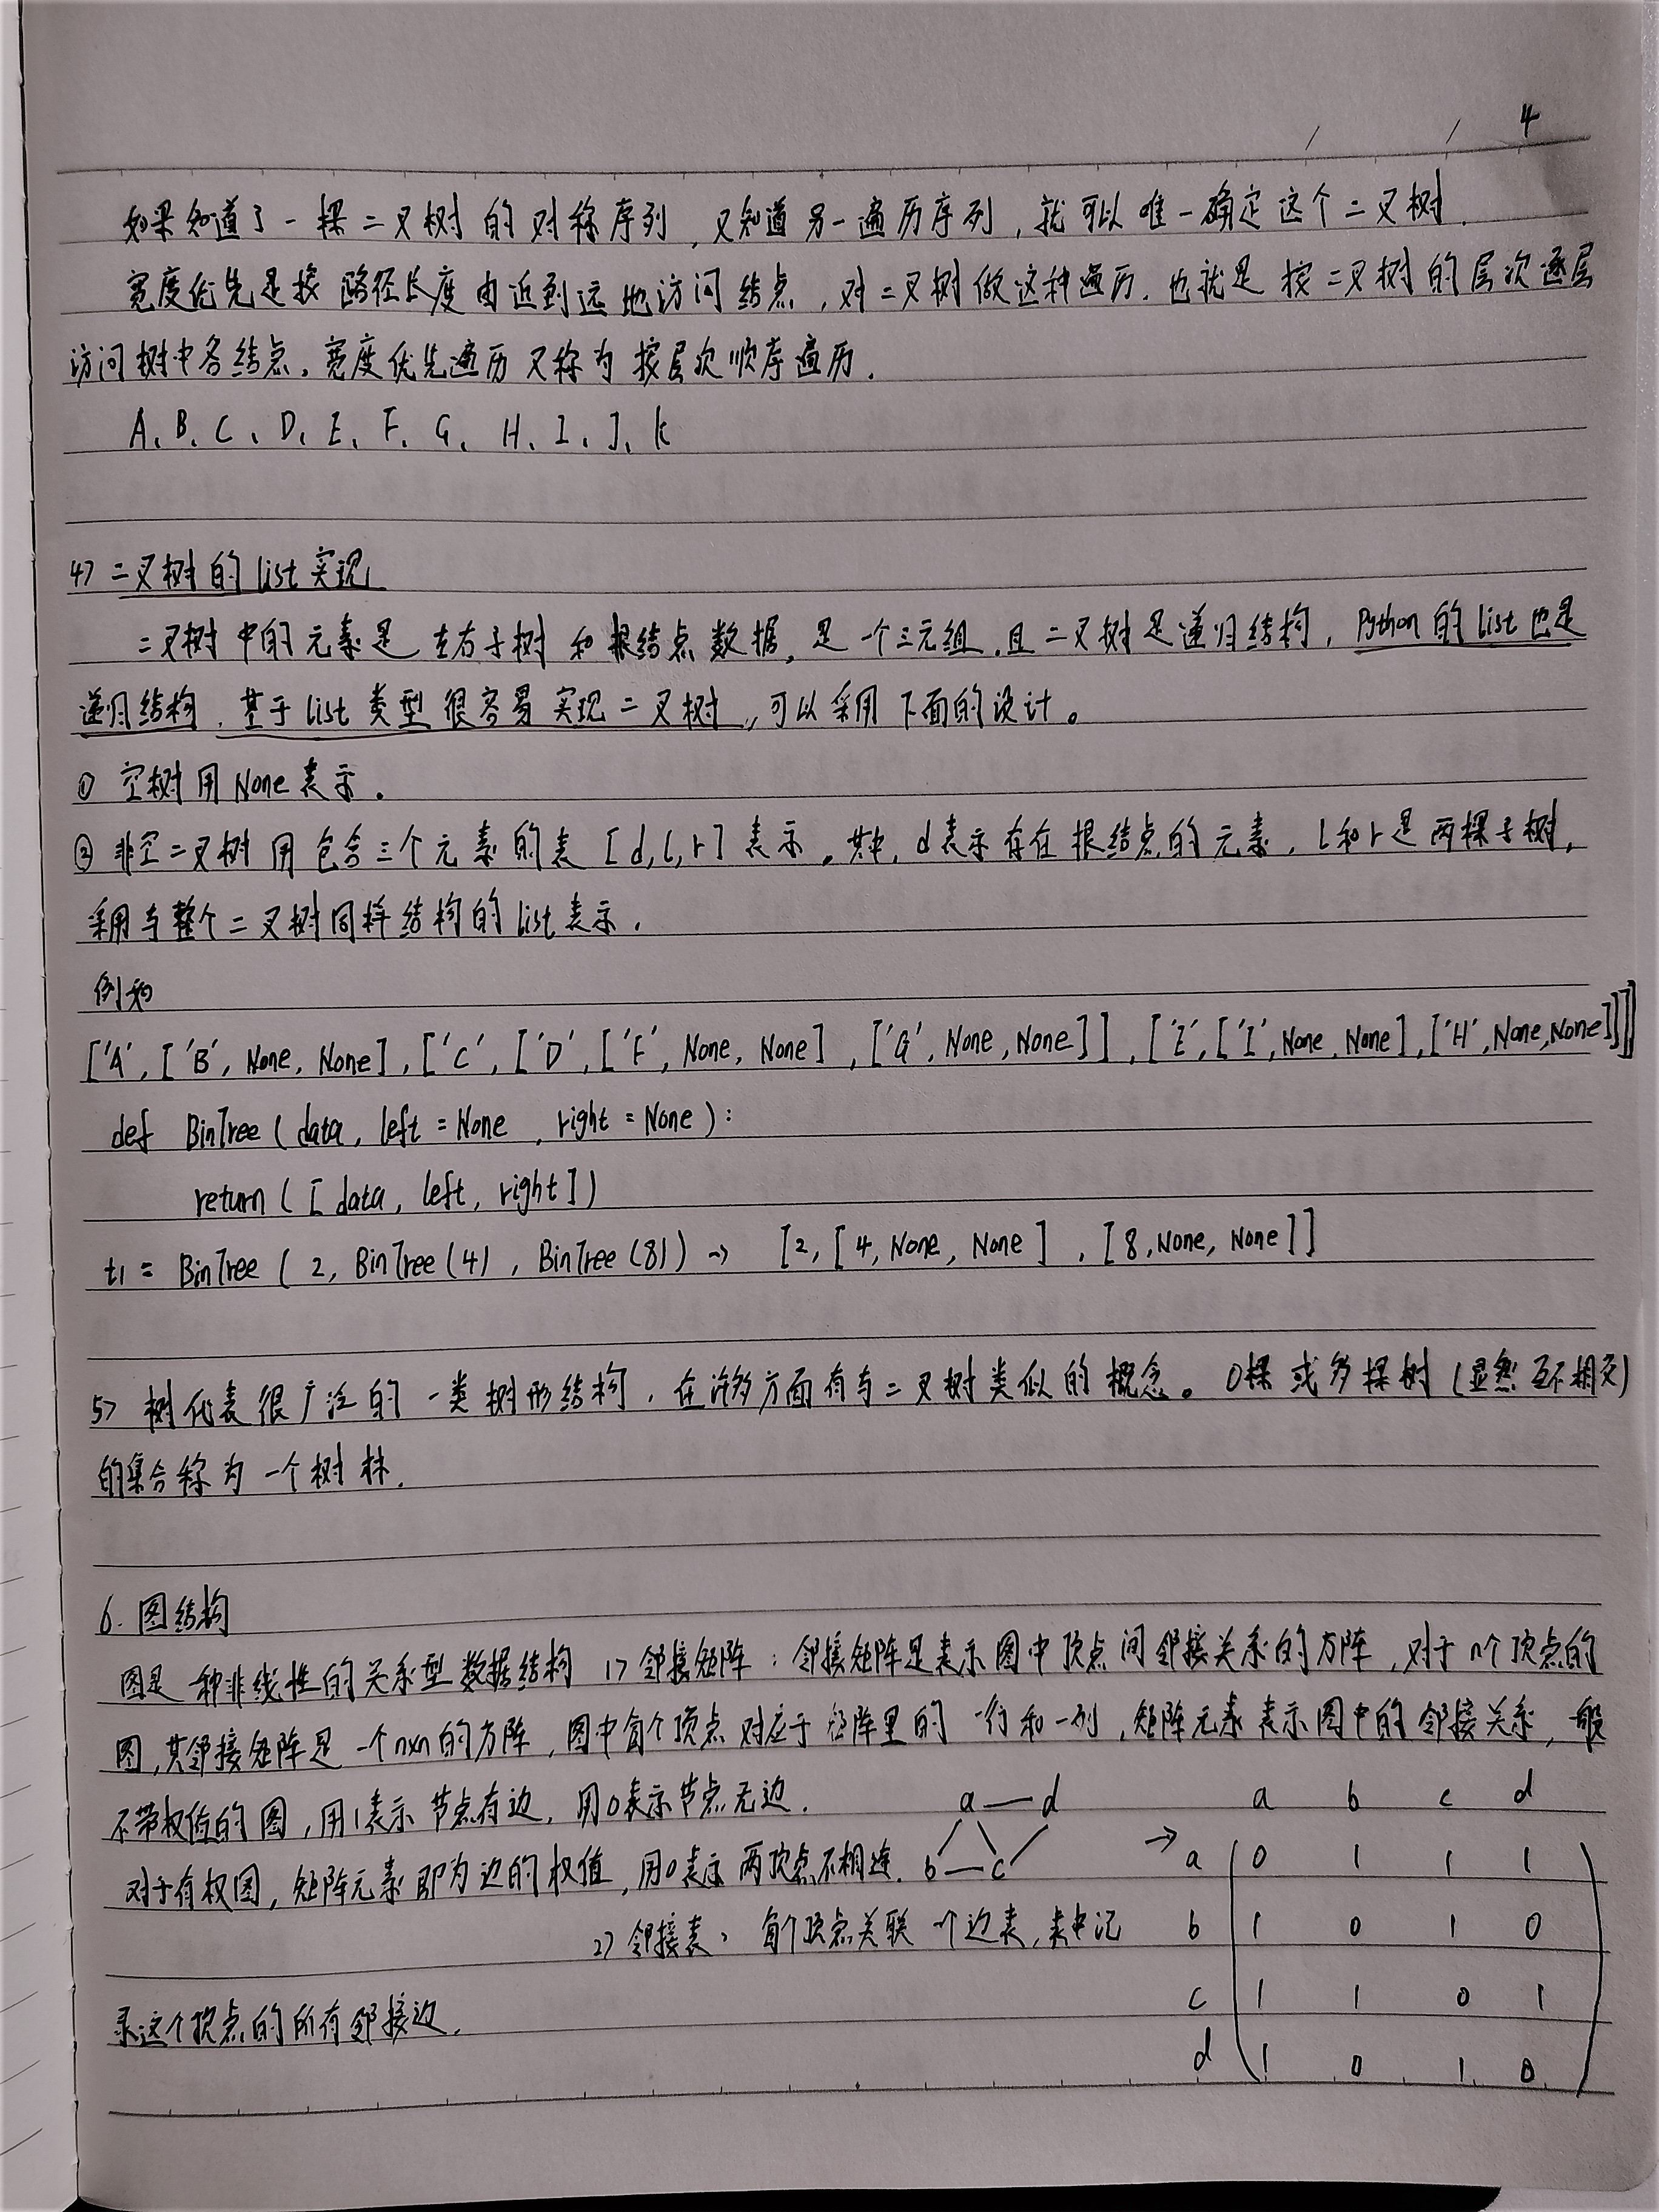 4
如果知道了一棵二叉树的对称序列,又知道另一遍历序列,就可以唯一确定这个二叉树.
宽度优先是按路径长度由近到远地访问结点,对二叉树做这种遍历.也就是按二叉树的层次逐层
访问树中各结点.宽度优先遍历又称为按层次顺序遍历.
A、B、C、D、E、F、G、H、I、J、K
4> 二叉树的list实现
二叉树中的元素是左右子树和根结点数据,是一个三元组.且二叉树是递归结构,Python的list也是
递归结构,基于list类型很容易实现二叉树,可以采用下面的设计。
① 空树用None表示.
② 非空二叉树用包含三个元素的表[d,l,r]表示.其中,d表示存在根结点的元素,l和r是两棵子树,
采用与整个二叉树同样结构的list表示.
例如
['A',['B',None,None],['C',['D',['F',None,None],['G',None,None]],['E',['I',None,None],['H',None,None]]]]
def BinTree(data, left=None, right=None):
return([data, left, right])
t1 = BinTree(2, BinTree(4), BinTree(8)) → [2,[4,None,None],[8,None,None]]
5> 树代表很广泛的一类树形结构,在许多方面有与二叉树类似的概念。0棵或多棵树(显然互不相交)
的集合称为一个树林.
6. 图结构
图是一种非线性的关系型数据结构 1> 邻接矩阵:邻接矩阵是表示图中顶点间邻接关系的方阵,对于n个顶点的
图,其邻接矩阵是一个n×n的方阵,图中每个顶点对应于矩阵里的一行和一列,矩阵元素表示图中的邻接关系,一般
不带权值的图,用1表示节点有边,用0表示节点无边.
对于有权图,矩阵元素即为边的权值,用0表示两顶点不相连.
a — d
b — c
→ a b c d
a 0 1 1 1
b 1 0 1 0
c 1 1 0 1
d 1 0 1 0
2> 邻接表:每个顶点关联一个边表,表中记
录这个顶点的所有邻接边.